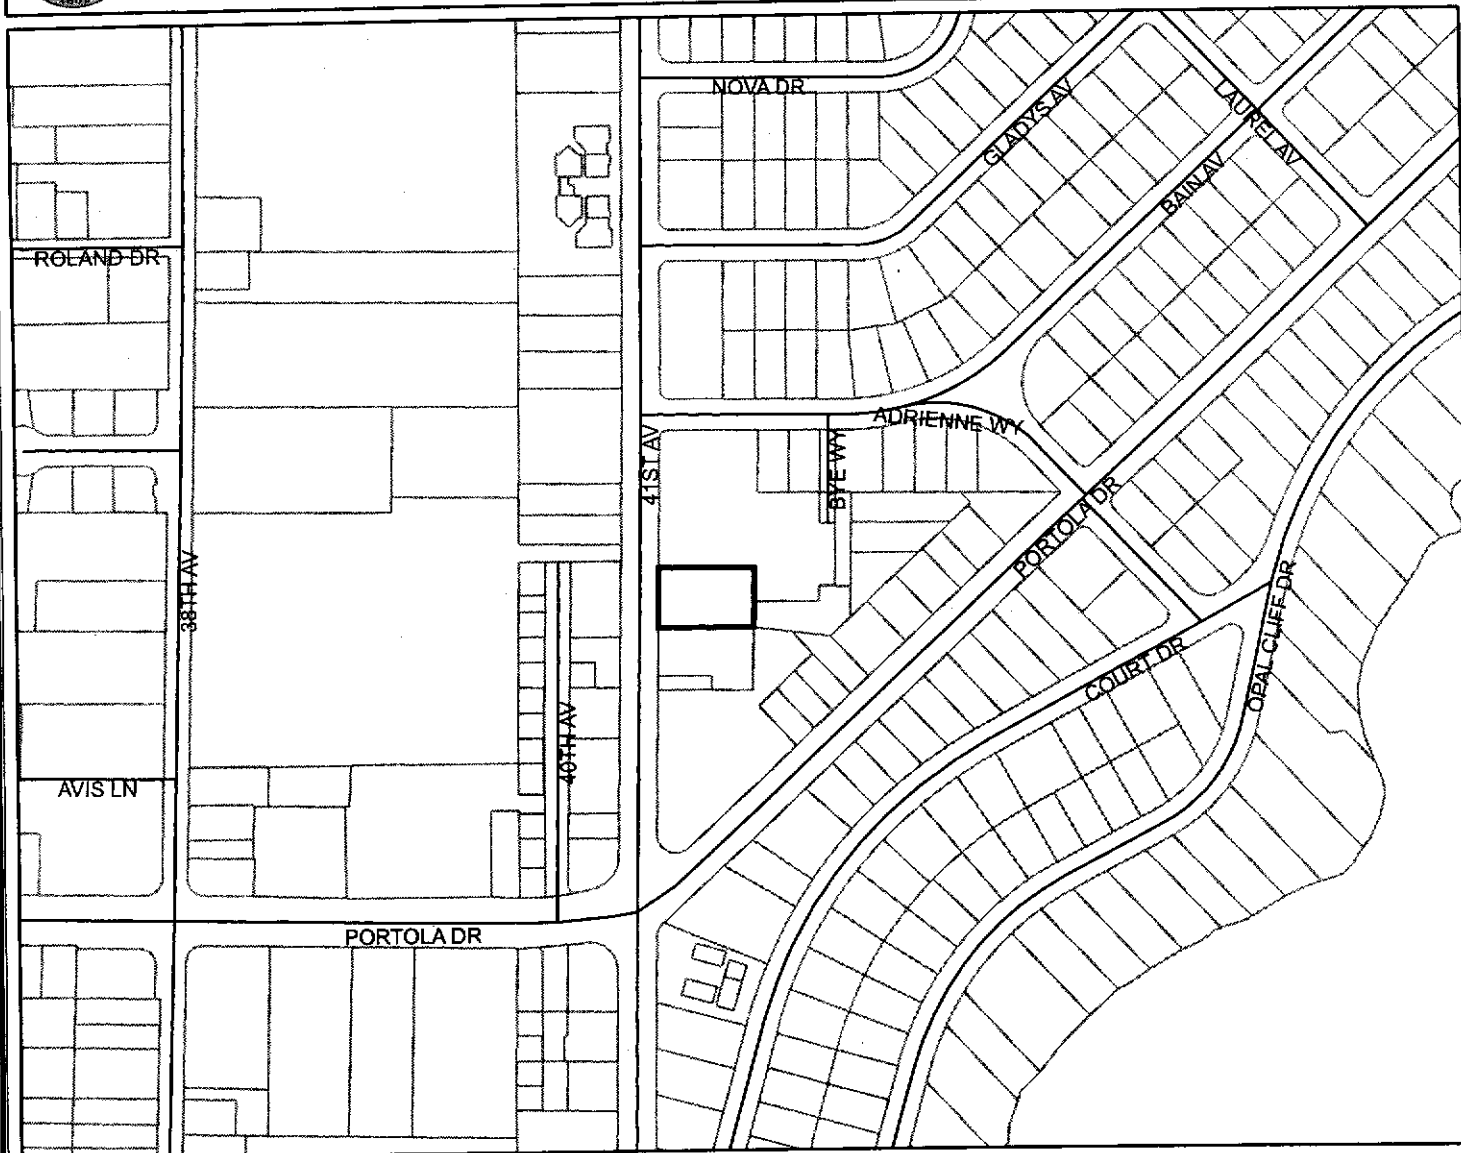 NOVA DR
GLADYS AV
LAUREL AV
BAIN AV
ROLAND DR
ADRIENNE WY
41ST AV
BYE WY
PORTOLA DR
38TH AV
OPAL CLIFF DR
COURT DR
40TH AV
AVIS LN
PORTOLA DR